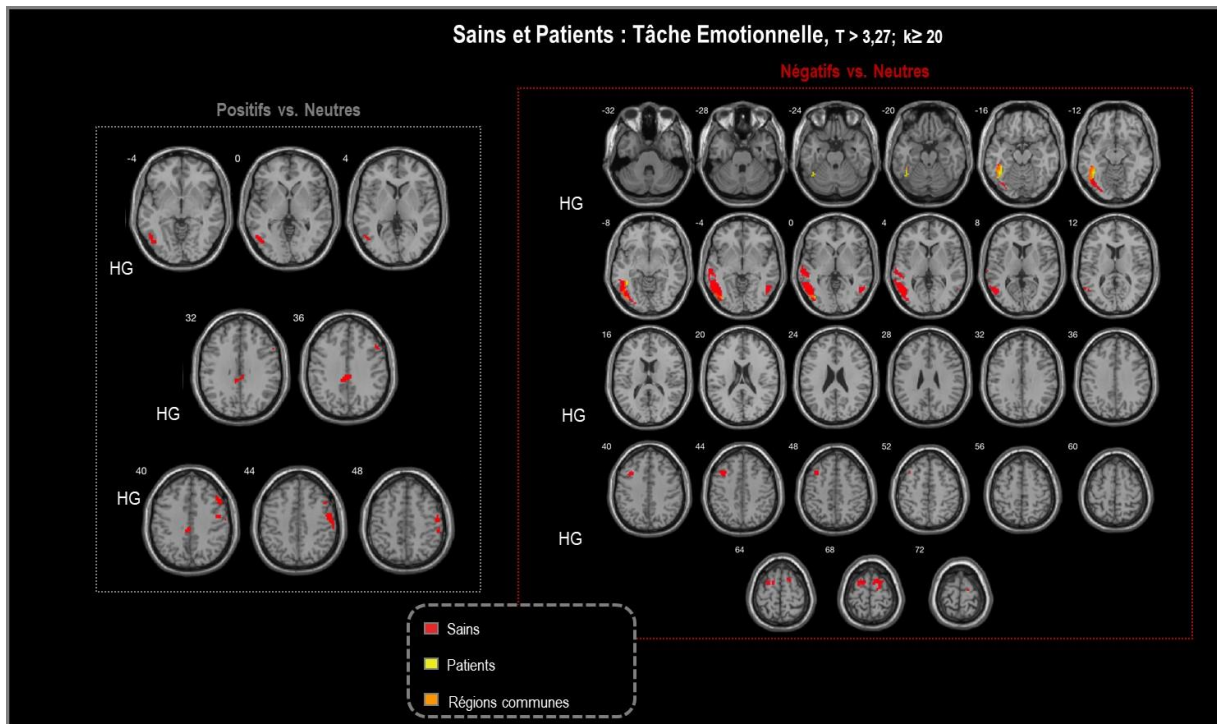 Sains et Patients : Tâche Emotionnelle, T > 3,27; k≥ 20
Positifs vs. Neutres
-4 0 4
HG
32 36
HG
40 44 48
HG
Négatifs vs. Neutres
-32 -28 -24 -20 -16 -12
HG
-8 -4 0 4 8 12
16 20 24 28 32 36
HG
40 44 48 52 56 60
HG
64 68 72
Sains
Patients
Régions communes